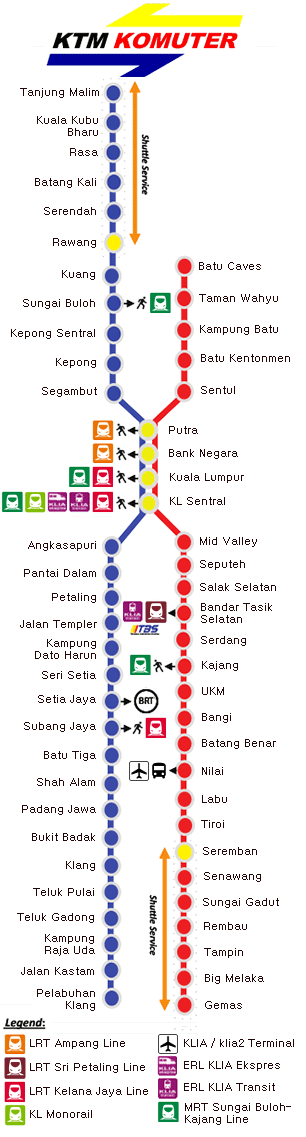 KTM KOMUTER
Tanjung Malim
Kuala Kubu
Bharu
Rasa
Batang Kali
Serendah
Rawang
Kuang
Sungai Buloh
Kepong Sentral
Kepong
Segambut
Shuttle Service
Batu Caves
Taman Wahyu
Kampung Batu
Batu Kentonmen
Sentul
Putra
Bank Negara
Kuala Lumpur
KL Sentral
Angkasapuri
Pantai Dalam
Petaling
Jalan Templer
Kampung
Dato Harun
Seri Setia
Setia Jaya
BRT
Subang Jaya
Batu Tiga
Shah Alam
Padang Jawa
Bukit Badak
Klang
Teluk Pulai
Teluk Gadong
Kampung
Raja Uda
Jalan Kastam
Pelabuhan
Klang
Mid Valley
Seputeh
Salak Selatan
Bandar Tasik
Selatan
TBS
Serdang
Kajang
UKM
Bangi
Batang Benar
Nilai
Labu
Tiroi
Seremban
Senawang
Sungai Gadut
Rembau
Tampin
Big Melaka
Gemas
Shuttle Service
Legend:
LRT Ampang Line
LRT Sri Petaling Line
LRT Kelana Jaya Line
KL Monorail
KLIA / klia2 Terminal
ERL KLIA Ekspres
ERL KLIA Transit
MRT Sungai Buloh-
Kajang Line